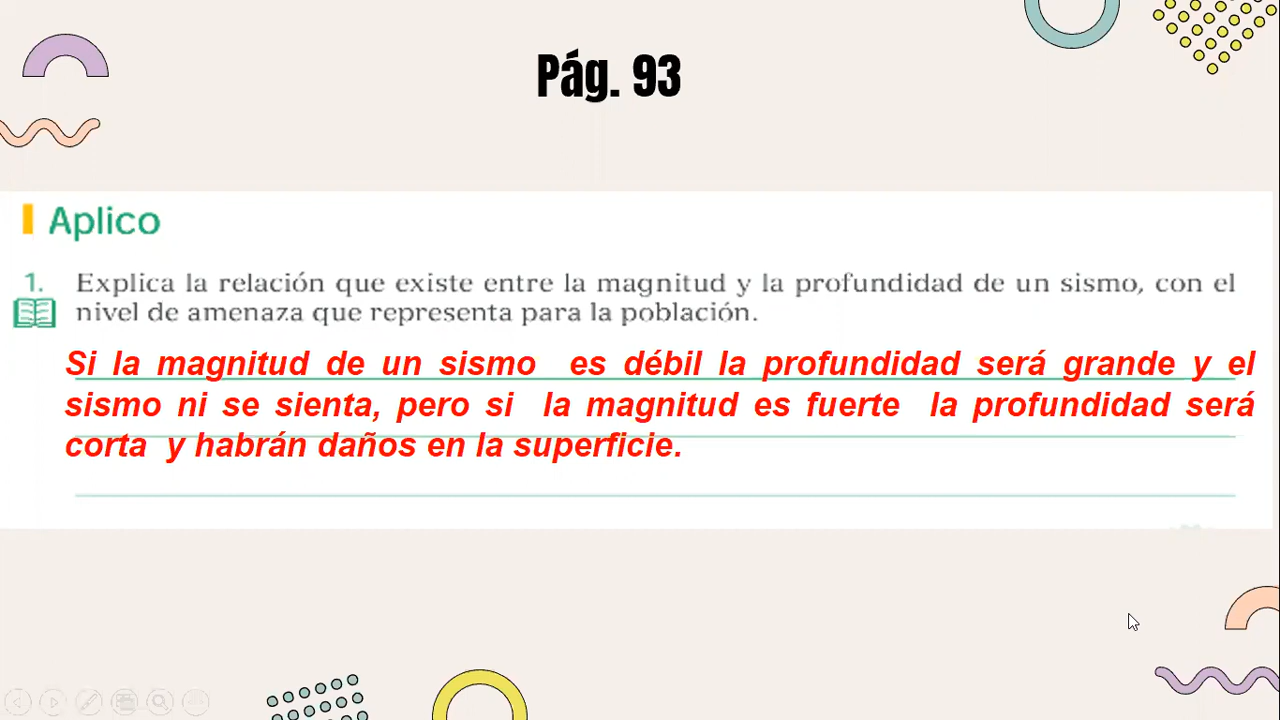 Pág. 93
Aplico
1. Explica la relación que existe entre la magnitud y la profundidad de un sismo, con el
nivel de amenaza que representa para la población.
Si la magnitud de un sismo es débil la profundidad será grande y el
sismo ni se sienta, pero si la magnitud es fuerte la profundidad será
corta y habrán daños en la superficie.